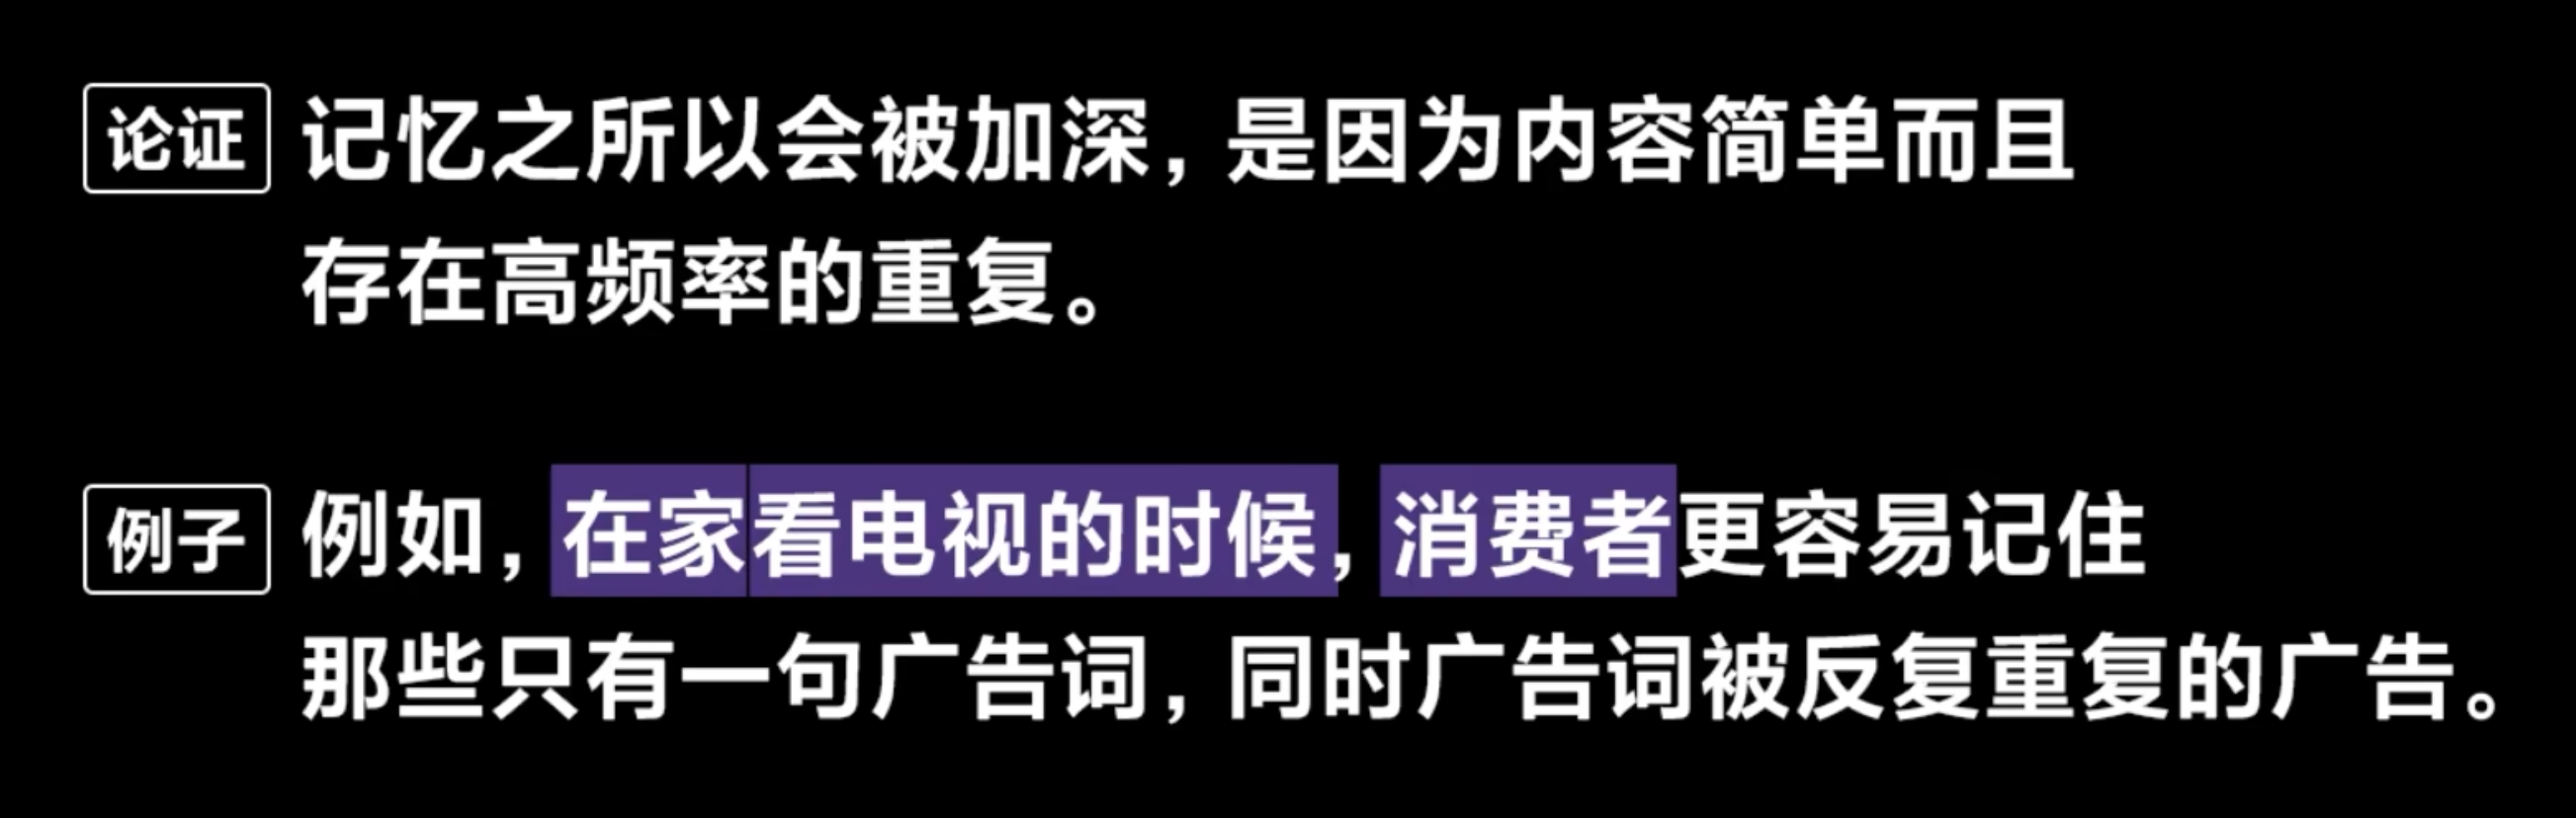 论证 记忆之所以会被加深，是因为内容简单而且
存在高频率的重复。
例子 例如，在家看电视的时候，消费者更容易记住
那些只有一句广告词，同时广告词被反复重复的广告。